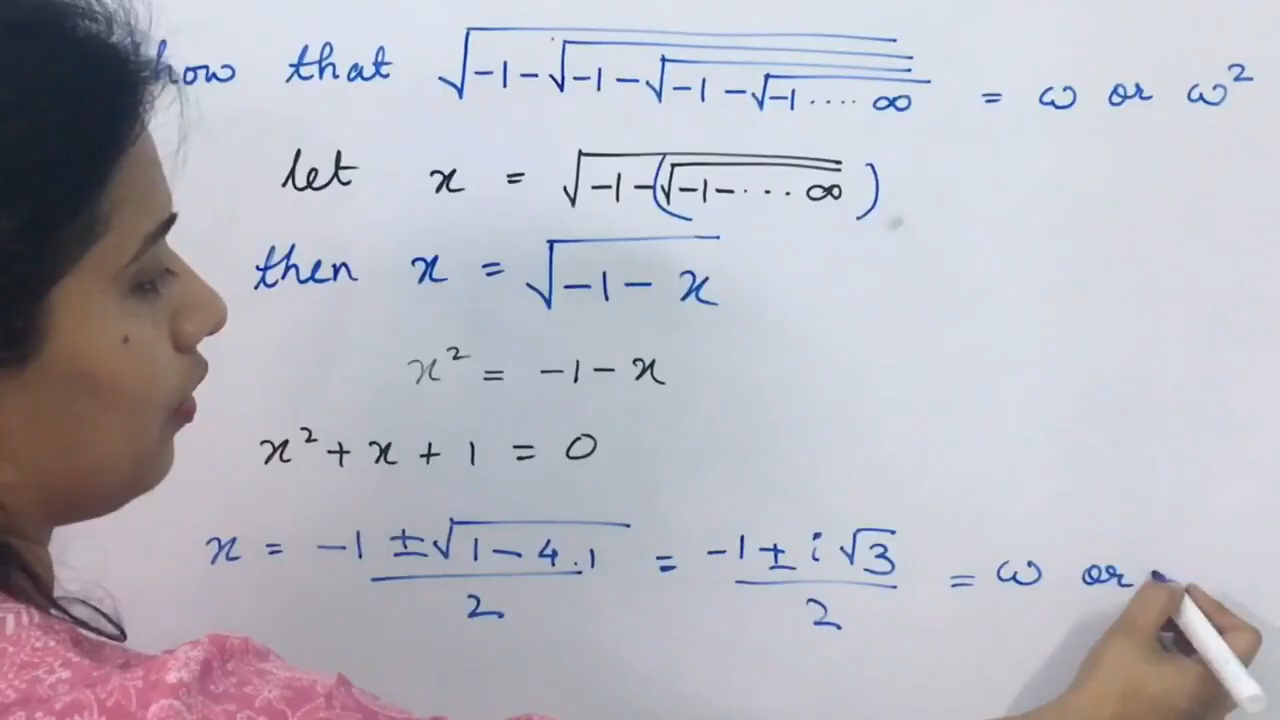 how that √-1-√-1-√-1-√-1.... ∞ = ω or ω²
let x = √-1-(√-1-... ∞)
then x = √-1-x
x² = -1-x
x² + x + 1 = 0
x = -1 ± √1-4.1 / 2 = -1 ± i√3 / 2 = ω or